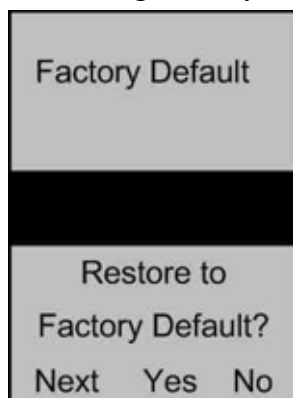 Factory Default
Restore to
Factory Default?
Next Yes No